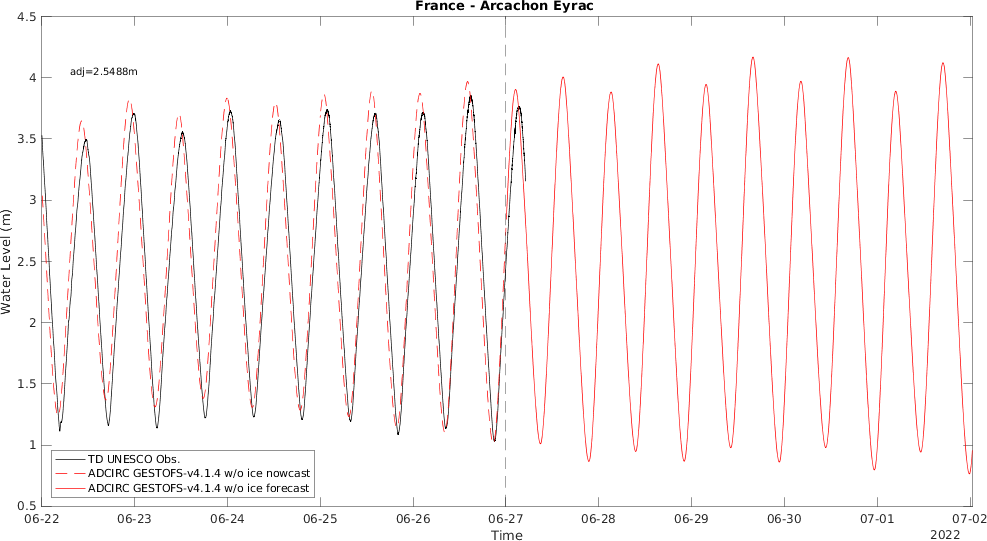 France - Arcachon Eyrac
4.5
4
3.5
3
2.5
2
1.5
1
0.5
Water Level (m)
adj=2.5488m
TD UNESCO Obs.
ADCIRC GESTOFS-v4.1.4 w/o ice nowcast
ADCIRC GESTOFS-v4.1.4 w/o ice forecast
06-22 06-23 06-24 06-25 06-26 06-27 06-28 06-29 06-30 07-01 07-02
Time
2022